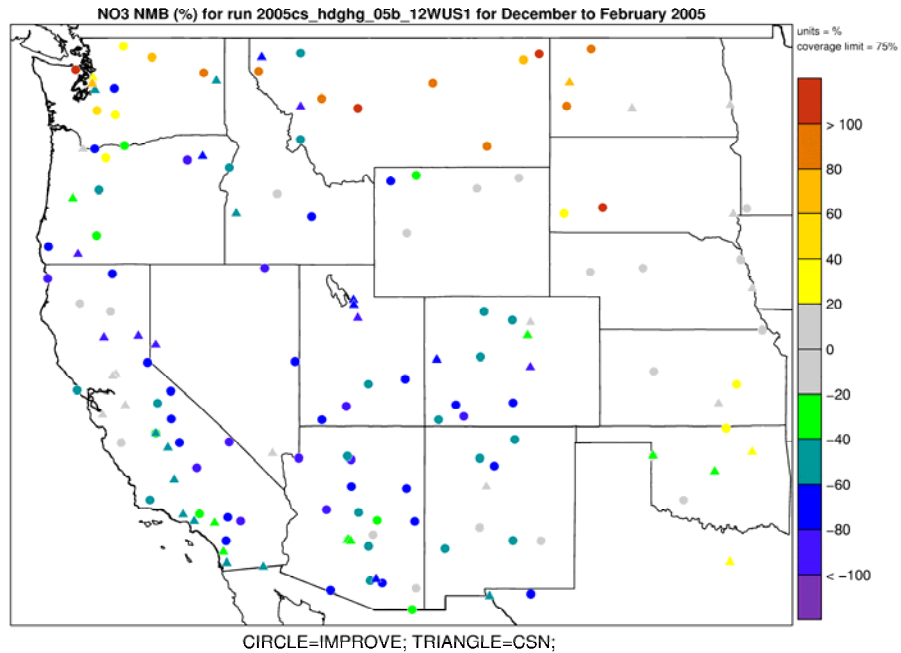 NO3 NMB (%) for run 2005cs_hdghg_05b_12WUS1 for December to February 2005
units = %
coverage limit = 75%
> 100
80
60
40
20
0
−20
−40
−60
−80
< −100
CIRCLE=IMPROVE; TRIANGLE=CSN;